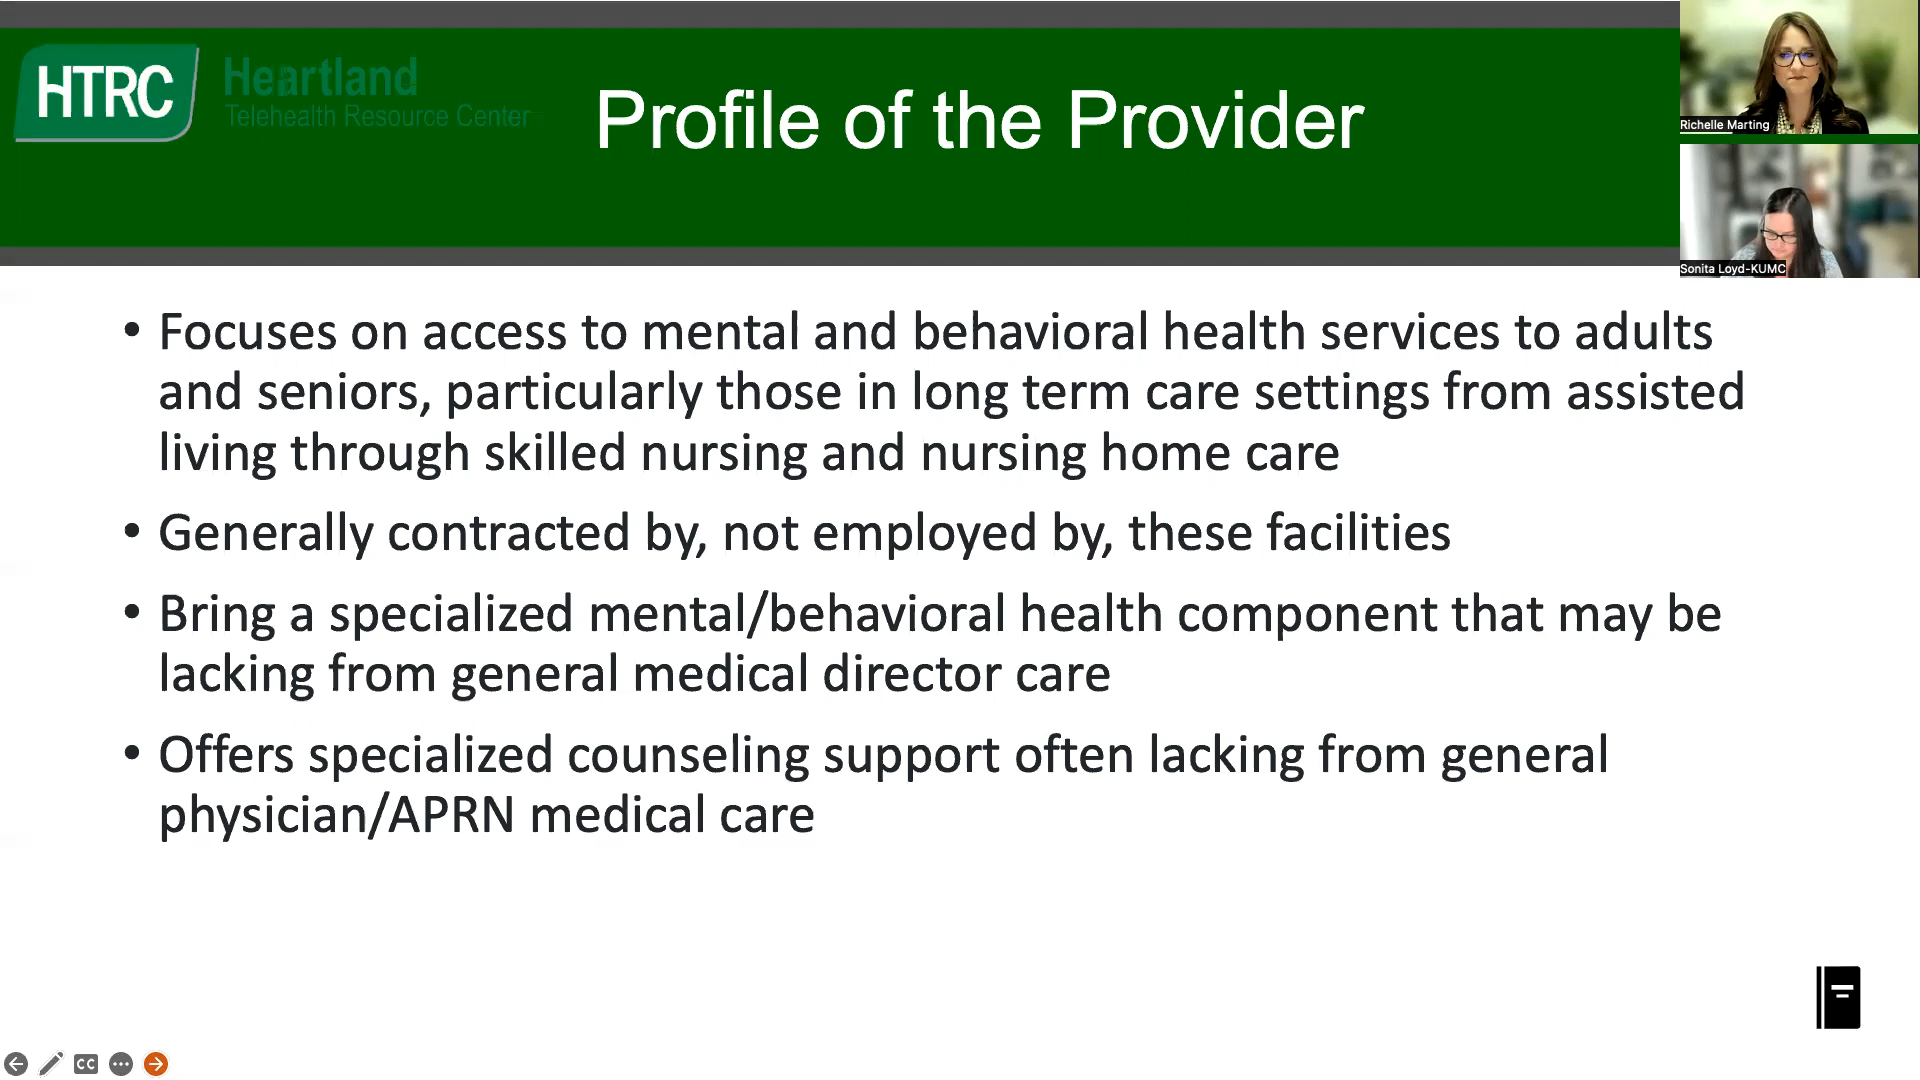 HTRC
Heartland
Telehealth Resource Center
Profile of the Provider
Richelle Marting
Sonita Loyd-KUMC
• Focuses on access to mental and behavioral health services to adults
and seniors, particularly those in long term care settings from assisted
living through skilled nursing and nursing home care
• Generally contracted by, not employed by, these facilities
• Bring a specialized mental/behavioral health component that may be
lacking from general medical director care
• Offers specialized counseling support often lacking from general
physician/APRN medical care
CC